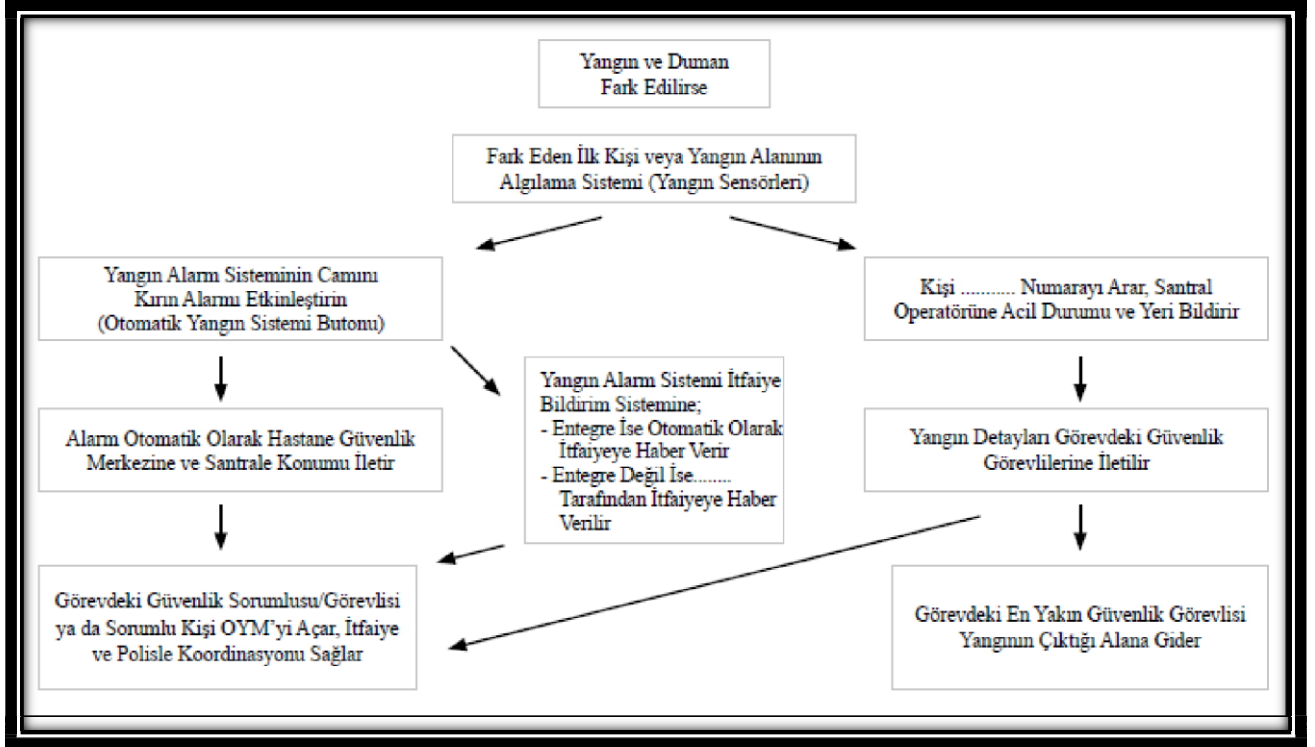 Yangın ve Duman
Fark Edilirse
Fark Eden İlk Kişi veya Yangın Alanının
Algılama Sistemi (Yangın Sensörleri)
Yangın Alarm Sisteminin Camını
Kırın Alarmı Etkinleştirin
(Otomatik Yangın Sistemi Butonu)
Kişi ........... Numarayı Arar, Santral
Operatörüne Acil Durumu ve Yeri Bildirir
Yangın Alarm Sistemi İtfaiye
Bildirim Sistemine;
- Entegre İse Otomatik Olarak
İtfaiyeye Haber Verir
- Entegre Değil İse........
Tarafından İtfaiyeye Haber
Verilir
Alarm Otomatik Olarak Hastane Güvenlik
Merkezine ve Santrale Konumu İletir
Yangın Detayları Görevdeki Güvenlik
Görevlilerine İletilir
Görevdeki Güvenlik Sorumlusu/Görevlisi
ya da Sorumlu Kişi OYM'yi Açar, İtfaiye
ve Polisle Koordinasyonu Sağlar
Görevdeki En Yakın Güvenlik Görevlisi
Yangının Çıktığı Alana Gider